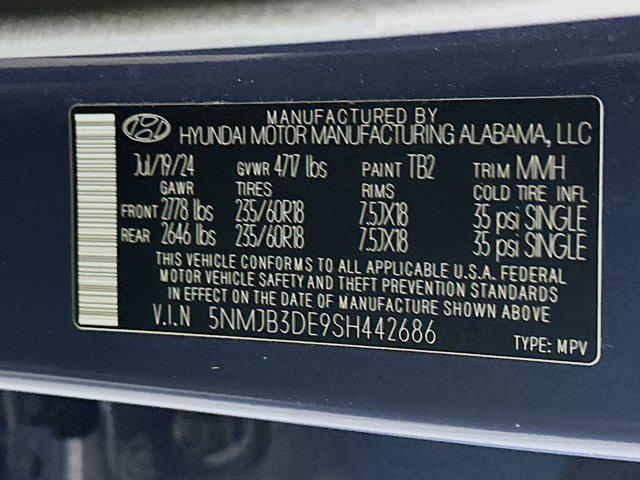 MANUFACTURED BY
HYUNDAI MOTOR MANUFACTURING ALABAMA, LLC
Jul/19/24 GVWR 4717 lbs PAINT TB2 TRIM MMH
GAWR TIRES RIMS COLD TIRE INFL
FRONT 2778 lbs 235/60R18 7.5JX18 35 psi SINGLE
REAR 2646 lbs 235/60R18 7.5JX18 35 psi SINGLE
THIS VEHICLE CONFORMS TO ALL APPLICABLE U.S.A. FEDERAL
MOTOR VEHICLE SAFETY AND THEFT PREVENTION STANDARDS
IN EFFECT ON THE DATE OF MANUFACTURE SHOWN ABOVE
V.I.N 5NMJB3DE9SH442686
TYPE: MPV